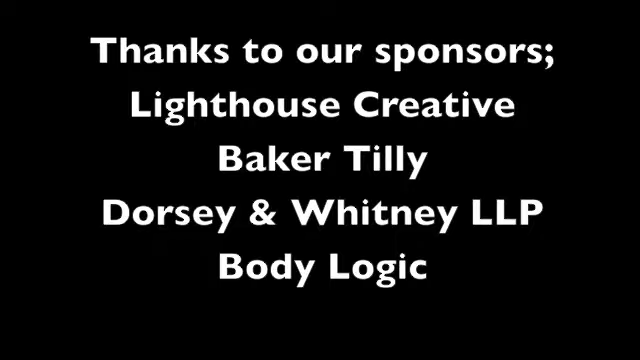 Thanks to our sponsors;
Lighthouse Creative
Baker Tilly
Dorsey & Whitney LLP
Body Logic